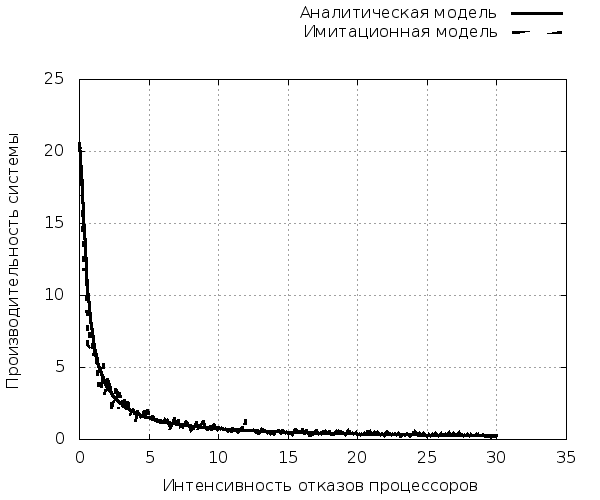 Аналитическая модель
Имитационная модель
25
20
15
10
5
0
Производительность системы
0 5 10 15 20 25 30 35
Интенсивность отказов процессоров